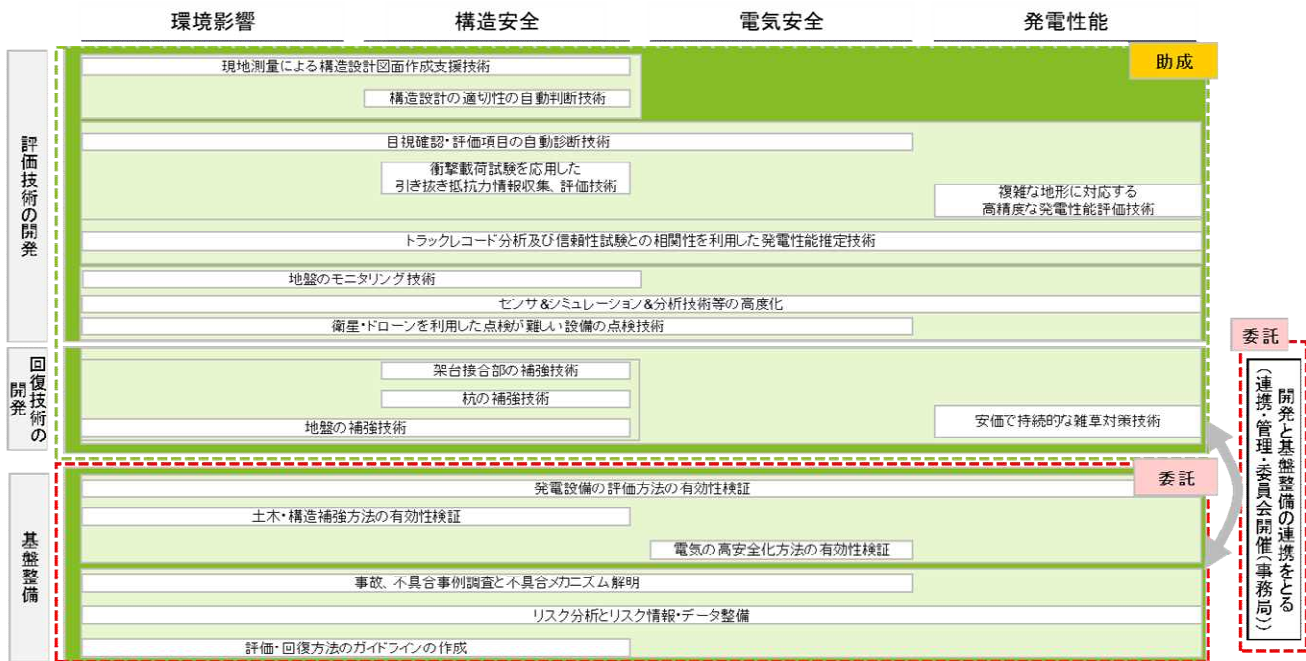 環境影響
構造安全
電気安全
発電性能
助成
評価技術の開発
現地測量による構造設計図面作成支援技術
構造設計の適切性の自動判断技術
目視確認・評価項目の自動診断技術
衝撃載荷試験を応用した
引き抜き抵抗力情報収集、評価技術
複雑な地形に対応する
高精度な発電性能評価技術
トラックレコード分析及び信頼性試験との相関性を利用した発電性能推定技術
地盤のモニタリング技術
センサ&シミュレーション&分析技術等の高度化
衛星・ドローンを利用した点検が難しい設備の点検技術
回復技術の
開発
架台接合部の補強技術
杭の補強技術
地盤の補強技術
安価で持続的な雑草対策技術
委託
開発と基盤整備の連携をとる
(連携・管理・委員会開催(事務局))
基盤整備
委託
発電設備の評価方法の有効性検証
土木・構造補強方法の有効性検証
電気の高安全化方法の有効性検証
事故、不具合事例調査と不具合メカニズム解明
リスク分析とリスク情報・データ整備
評価・回復方法のガイドラインの作成